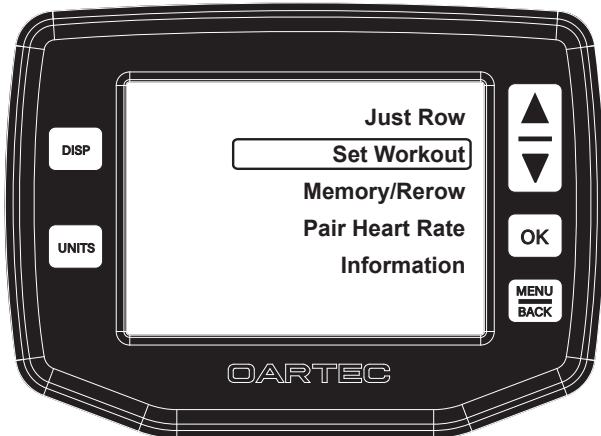 DISP
UNITS
Just Row
Set Workout
Memory/Rerow
Pair Heart Rate
Information
OK
MENU
BACK
OARTEC